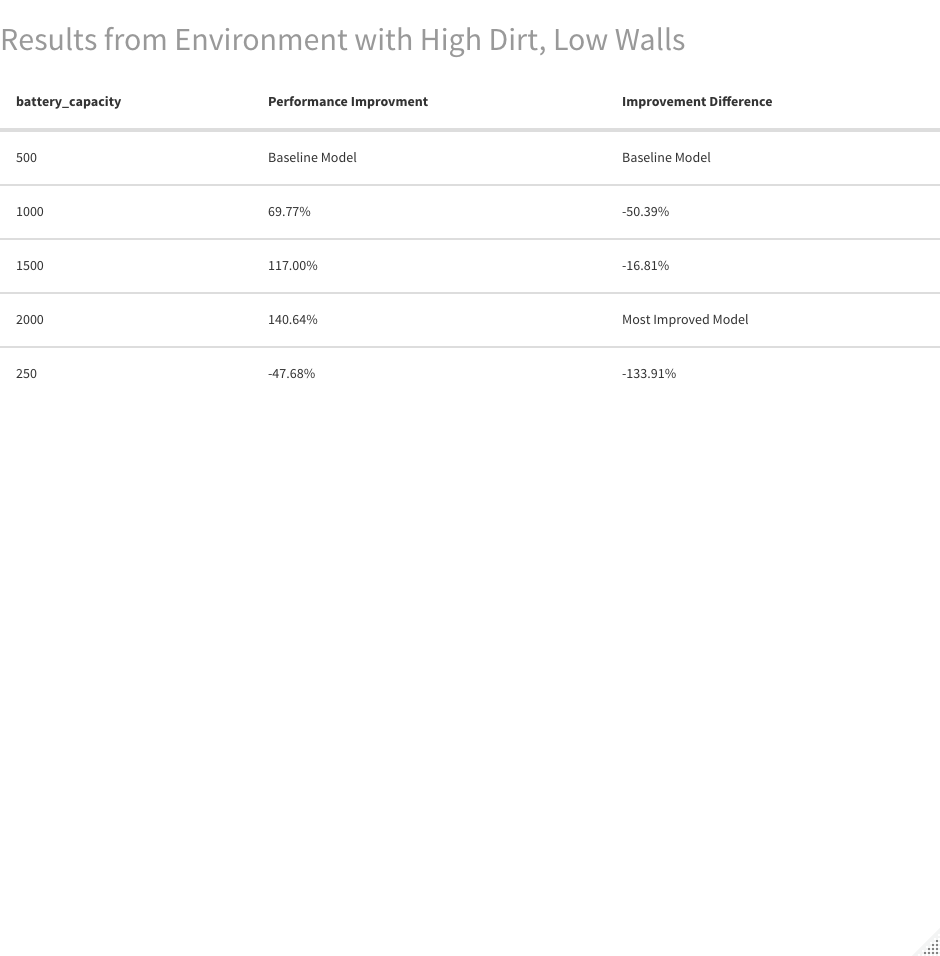 Results from Environment with High Dirt, Low Walls
battery_capacity Performance Improvment Improvement Difference
500 Baseline Model Baseline Model
1000 69.77% -50.39%
1500 117.00% -16.81%
2000 140.64% Most Improved Model
250 -47.68% -133.91%